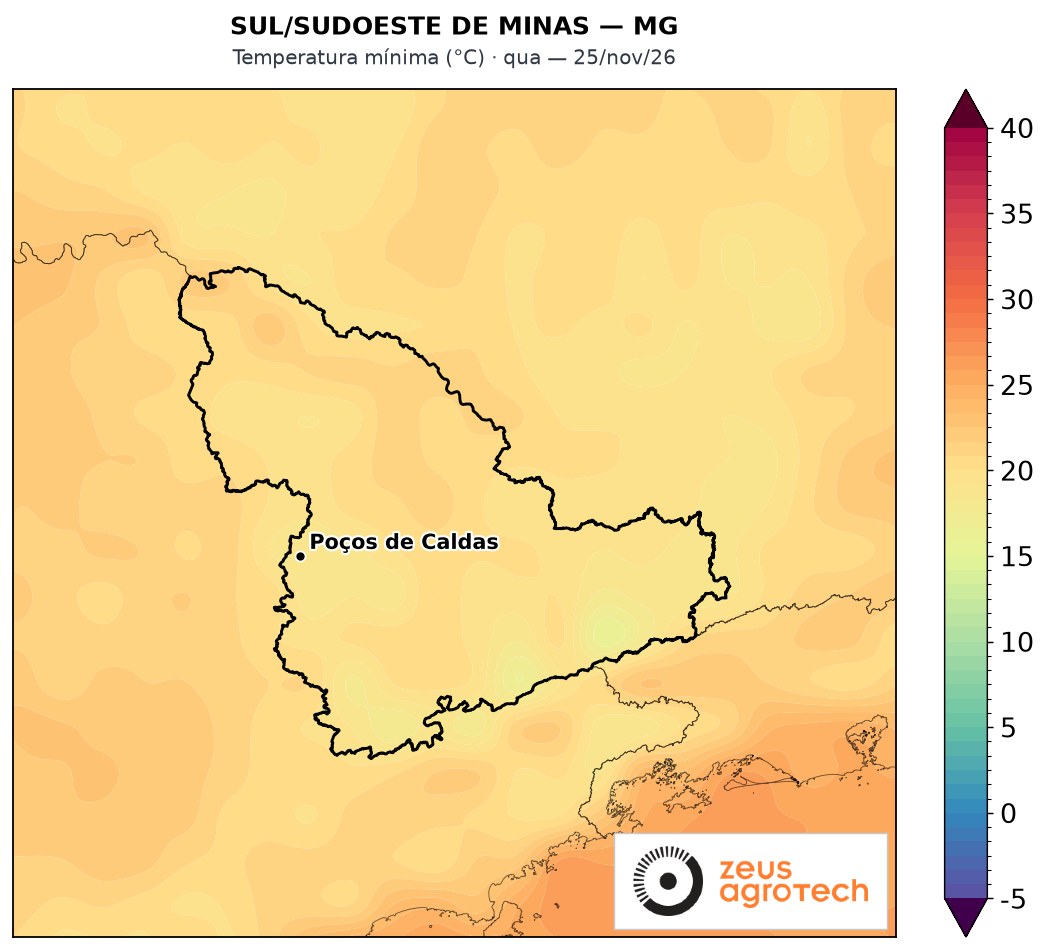 SUL/SUDOESTE DE MINAS — MG
Temperatura mínima (°C) · qua — 25/nov/26
40
35
30
25
20
15
10
5
0
-5
Poços de Caldas
zeus
agrotech